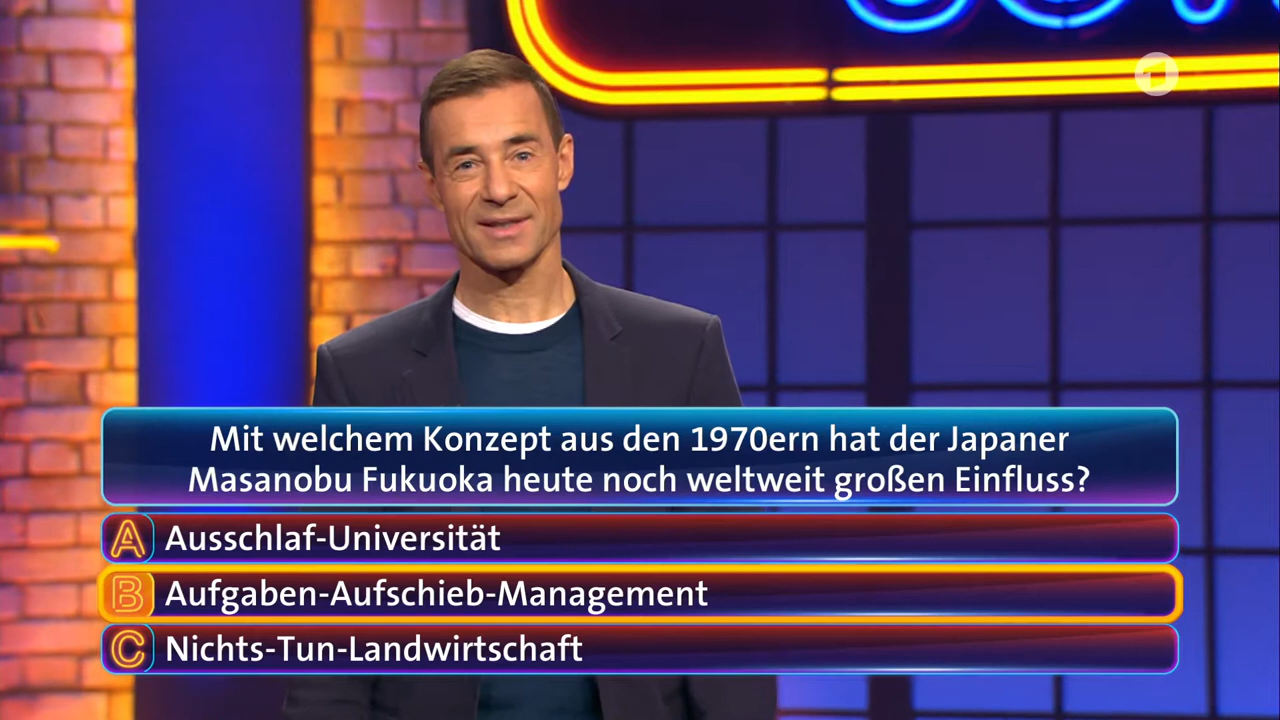 Mit welchem Konzept aus den 1970ern hat der Japaner
Masanobu Fukuoka heute noch weltweit großen Einfluss?
A Ausschlaf-Universität
B Aufgaben-Aufschieb-Management
C Nichts-Tun-Landwirtschaft